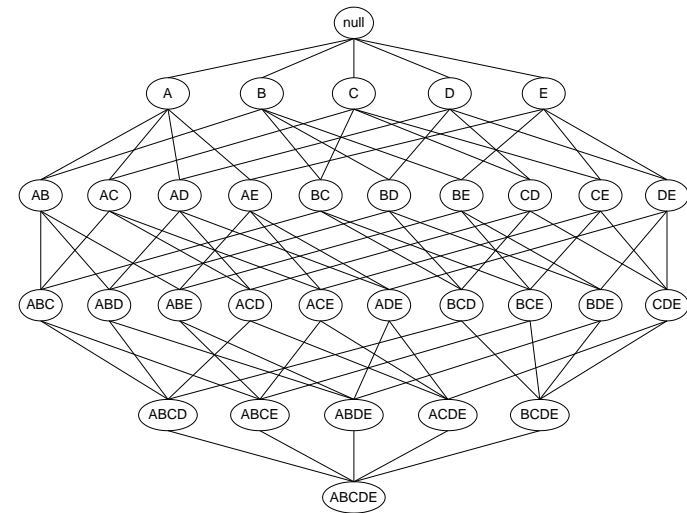 null
A B C D E
AB AC AD AE BC BD BE CD CE DE
ABC ABD ABE ACD ACE ADE BCD BCE BDE CDE
ABCD ABCE ABDE ACDE BCDE
ABCDE